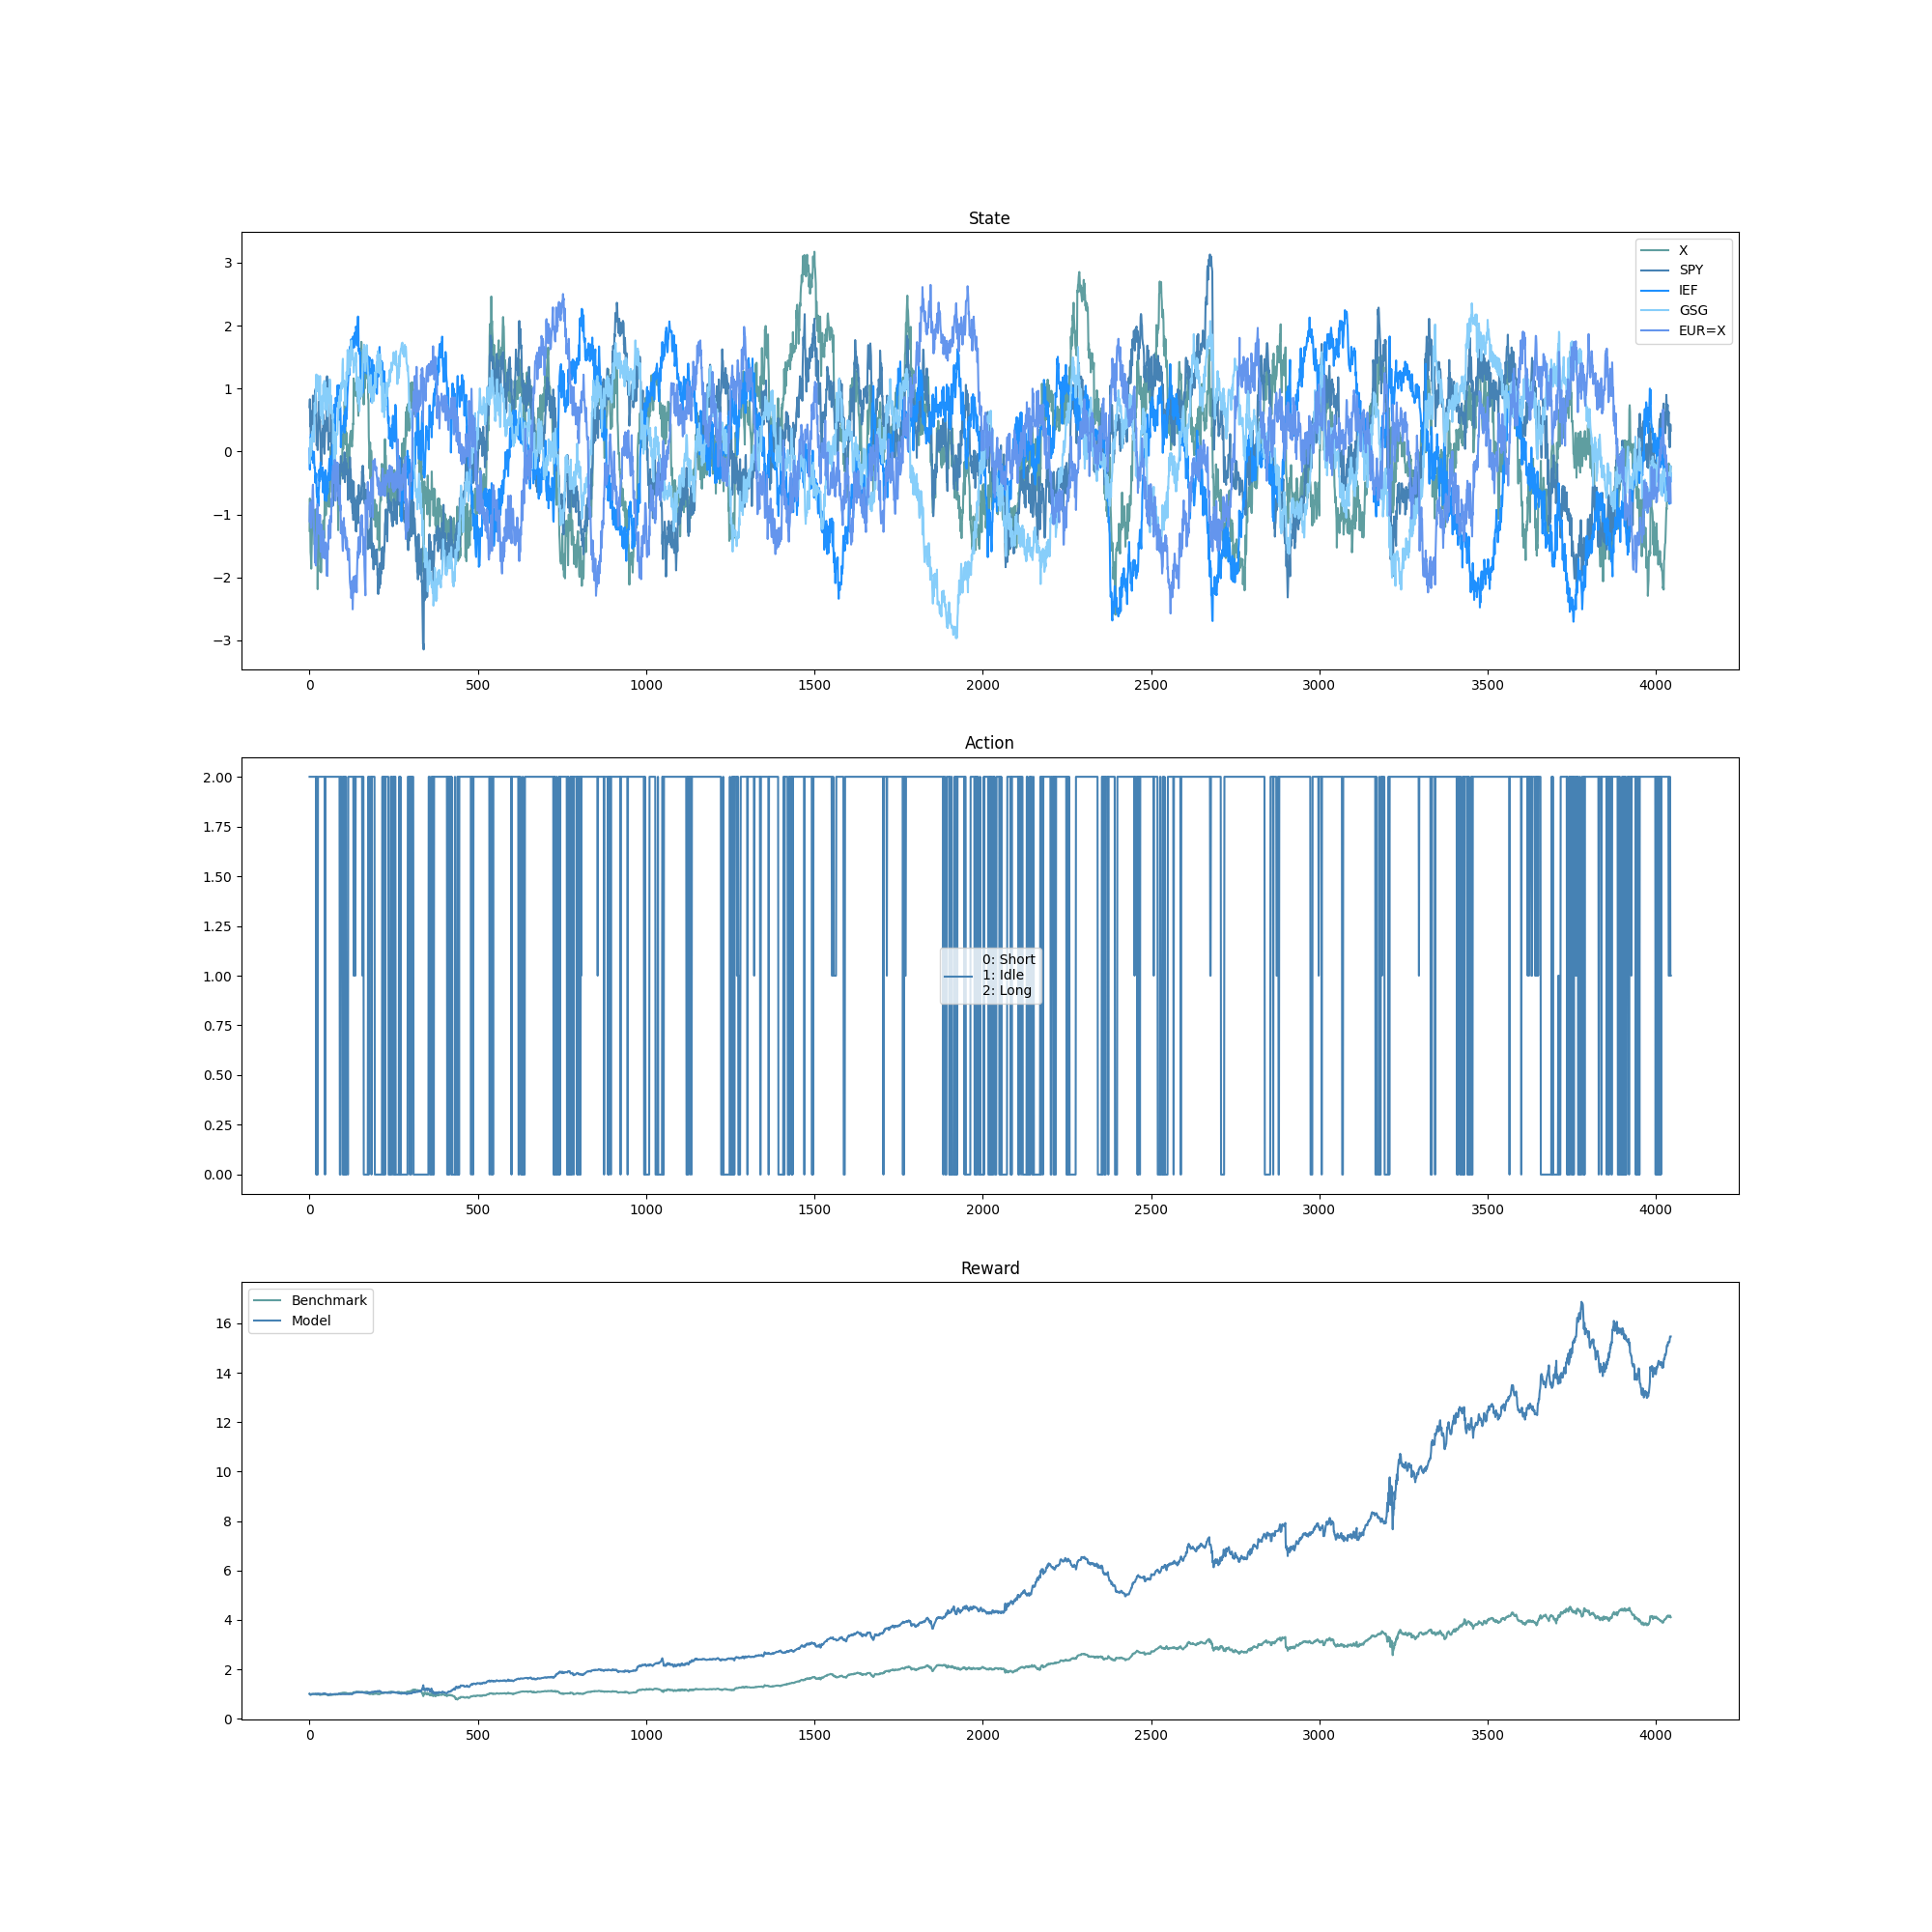 State
3
2
1
0
−1
−2
−3
X
SPY
IEF
GSG
EUR=X
0 500 1000 1500 2000 2500 3000 3500 4000
Action
2.00
1.75
1.50
1.25
1.00
0.75
0.50
0.25
0.00
0: Short
1: Idle
2: Long
0 500 1000 1500 2000 2500 3000 3500 4000
Reward
Benchmark
Model
16
14
12
10
8
6
4
2
0
0 500 1000 1500 2000 2500 3000 3500 4000